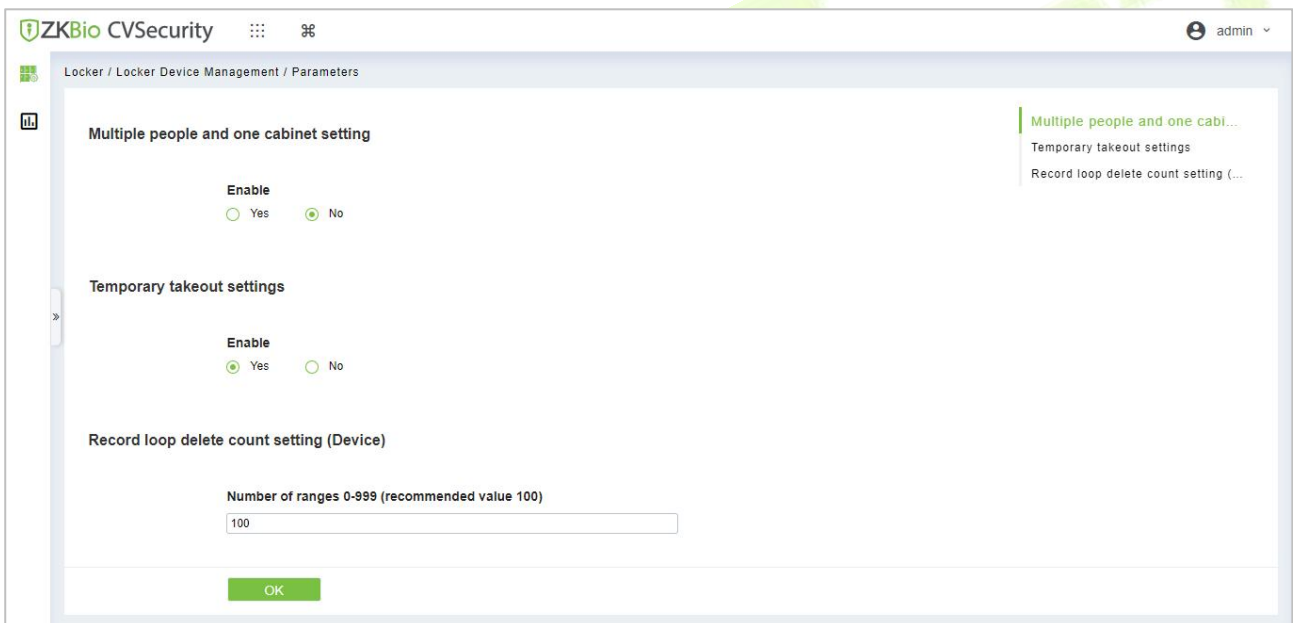 ZKBio CVSecurity
admin
Locker / Locker Device Management / Parameters
Multiple people and one cabinet setting
Enable
Yes No
Temporary takeout settings
Enable
Yes No
Record loop delete count setting (Device)
Number of ranges 0-999 (recommended value 100)
100
OK
Multiple people and one cabi...
Temporary takeout settings
Record loop delete count setting (...